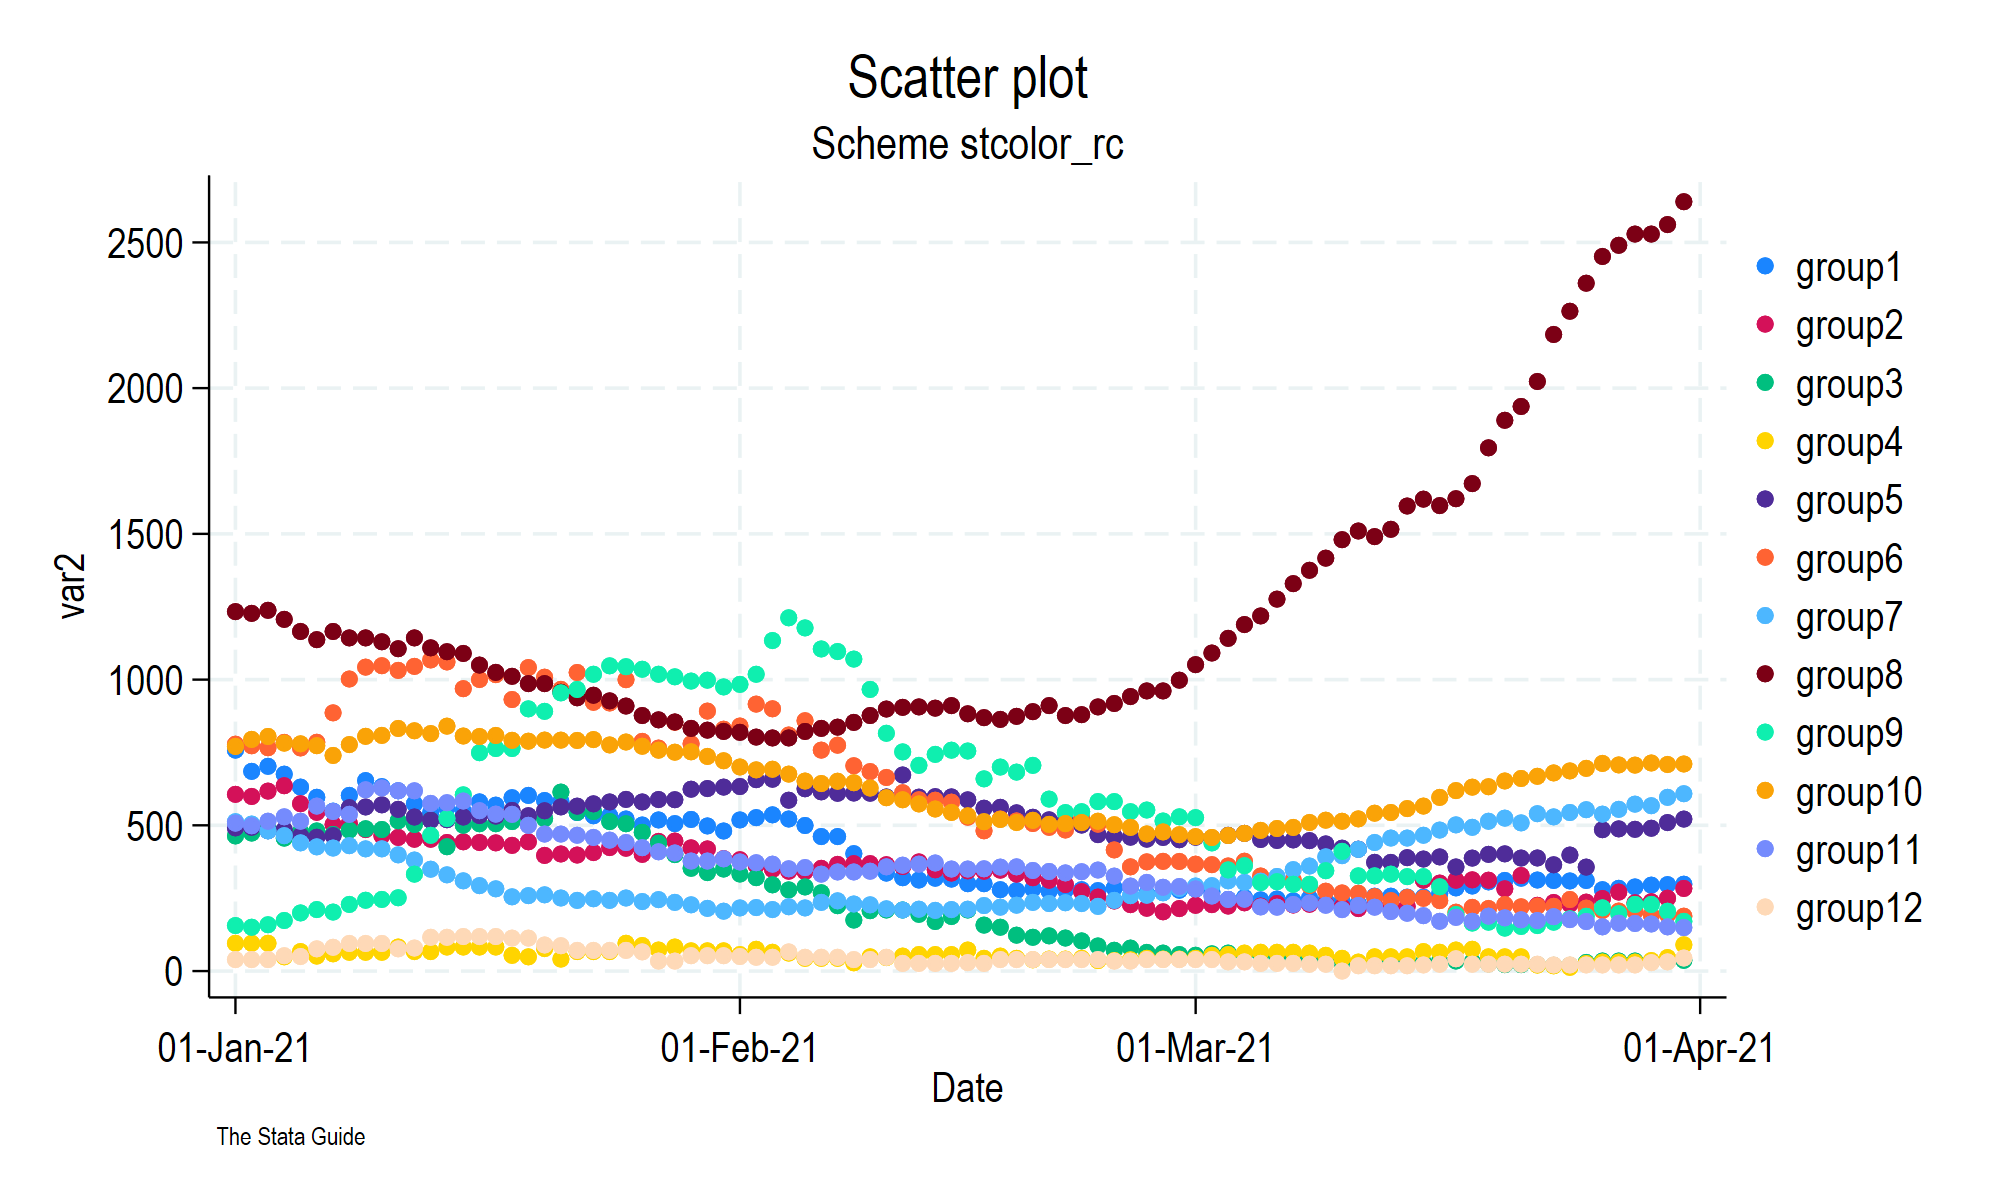 Scatter plot
Scheme stcolor_rc
2500
2000
1500
1000
500
0
var2
01-Jan-21
01-Feb-21
01-Mar-21
01-Apr-21
Date
group1
group2
group3
group4
group5
group6
group7
group8
group9
group10
group11
group12
The Stata Guide